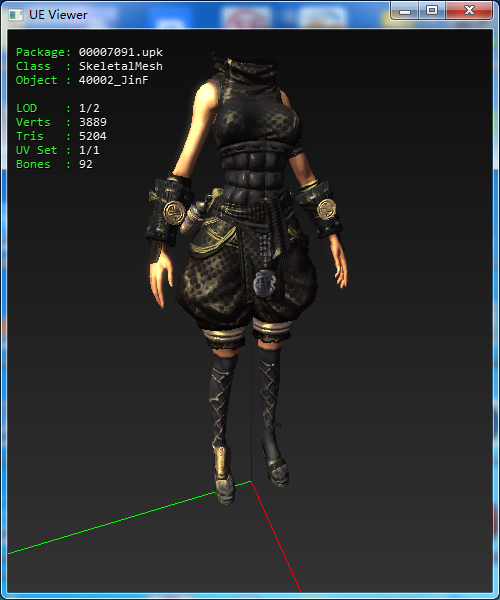 UE Viewer
Package: 00007091.upk
Class : SkeletalMesh
Object : 40002_JinF
LOD : 1/2
Verts : 3889
Tris : 5204
UV Set : 1/1
Bones : 92